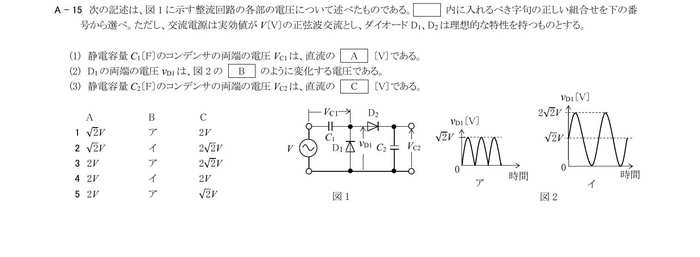 A－15 次の記述は、図1に示す整流回路の各部の電圧について述べたものである。 内に入れるべき字句の正しい組合せを下の番
号から選べ。ただし、交流電源は実効値が V[V]の正弦波交流とし、ダイオード D₁、D₂は理想的な特性を持つものとする。
(1) 静電容量 C₁[F]のコンデンサの両端の電圧 VC1は、直流の A [V]である。
(2) D₁の両端の電圧 vD1は、図2の B のように変化する電圧である。
(3) 静電容量 C₂[F]のコンデンサの両端の電圧 VC2は、直流の C [V]である。
A B C
1 √2V ア 2V
2 √2V イ 2√2V
3 2V ア 2√2V
4 2V イ 2V
5 2V ア √2V
VC1 D₂
C₁
V D₁ vD1 C₂ VC2
図1
vD1[V]
√2V
0
時間
ア
vD1[V]
2√2V
√2V
0
時間
イ
図2